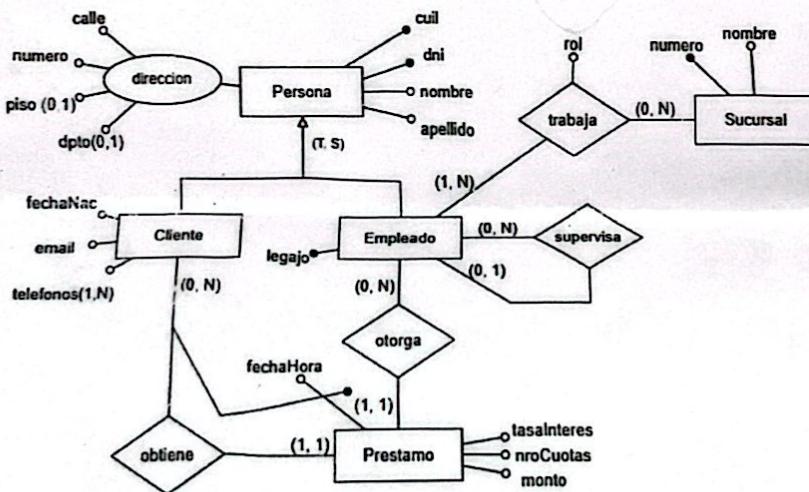 calle
numero
piso (0,1)
dpto(0,1)
direccion
Persona
cuil
dni
nombre
apellido
(T, S)
rol
trabaja
(0, N)
(1, N)
numero
nombre
Sucursal
fechaNac
email
telefonos(1,N)
Cliente
(0, N)
legajo
Empleado
(0, N)
(0, N)
(0, 1)
supervisa
otorga
fechaHora
(1, 1)
obtiene
(1, 1)
Prestamo
tasaInteres
nroCuotas
monto